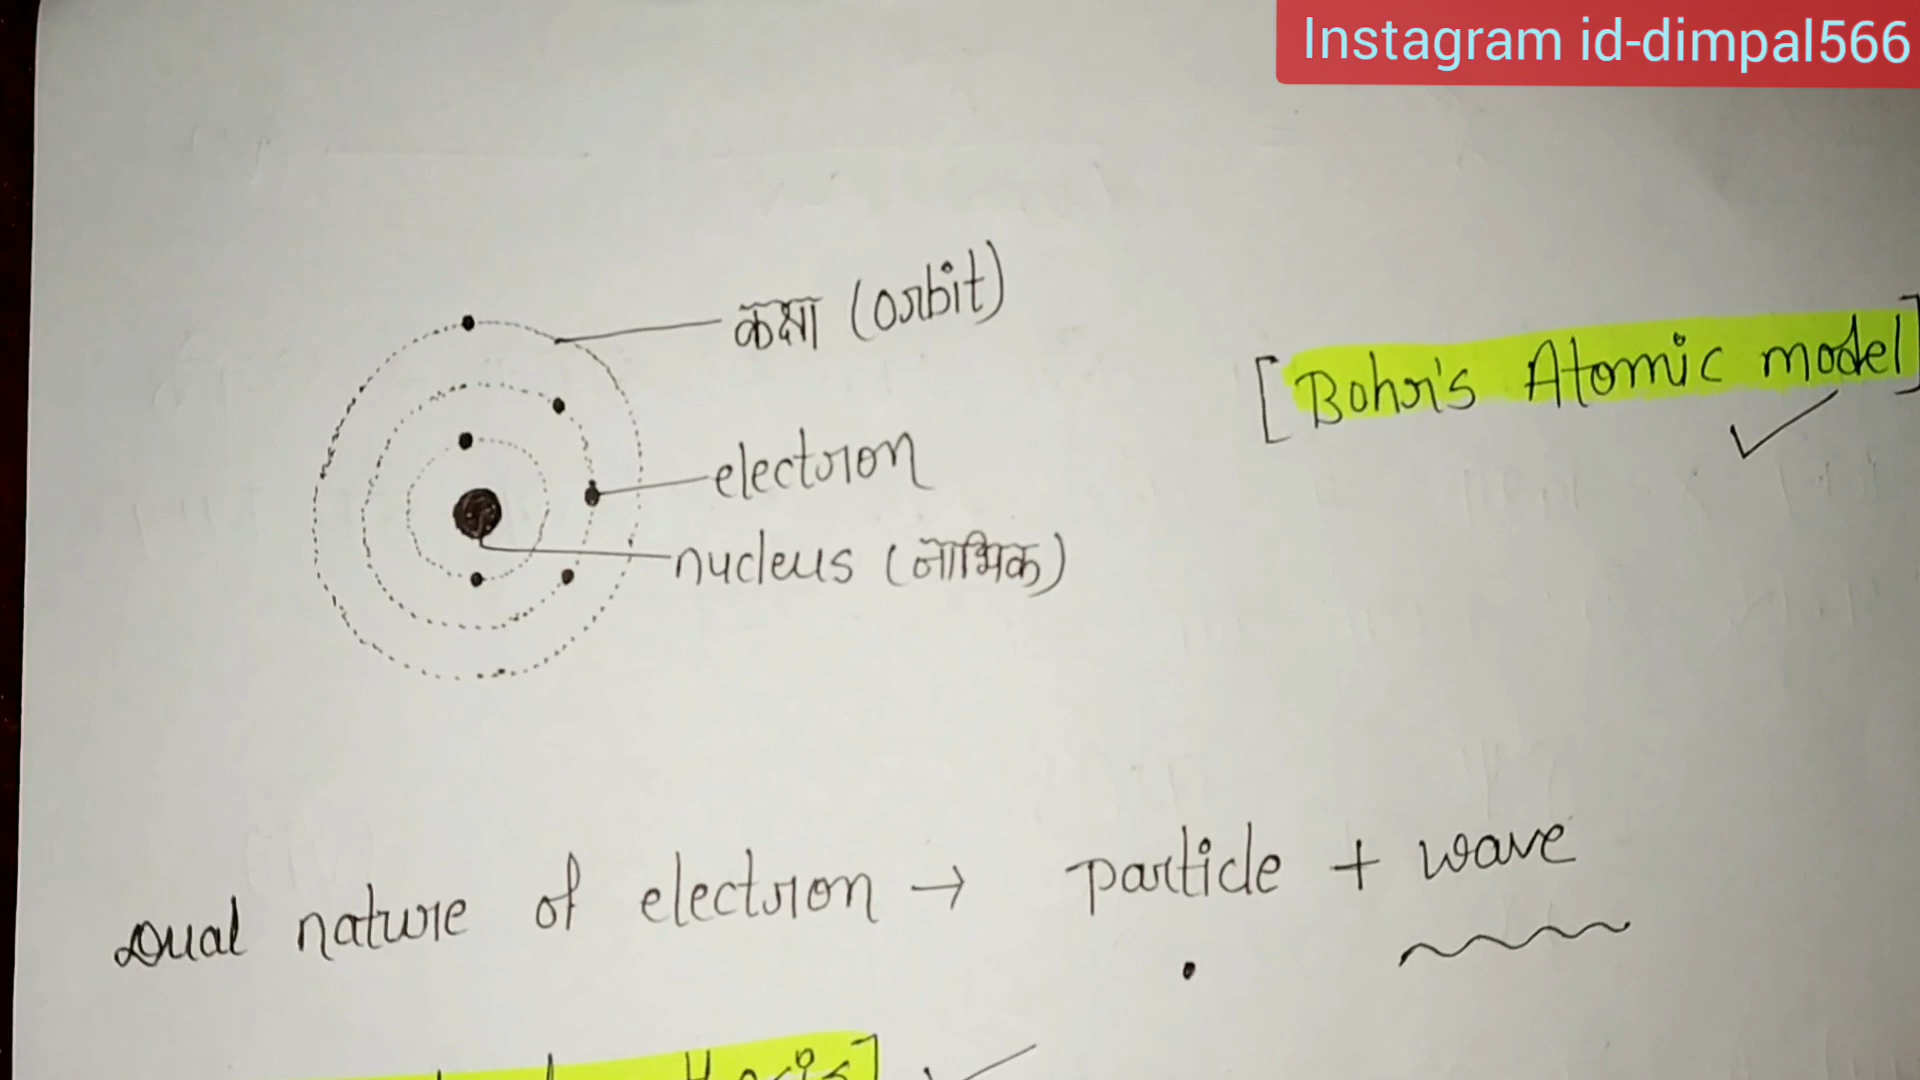 Instagram id-dimpal566
कक्षा (orbit)
[Bohr's Atomic model]
electron
nucleus (नाभिक)
Dual nature of electron → particle + wave